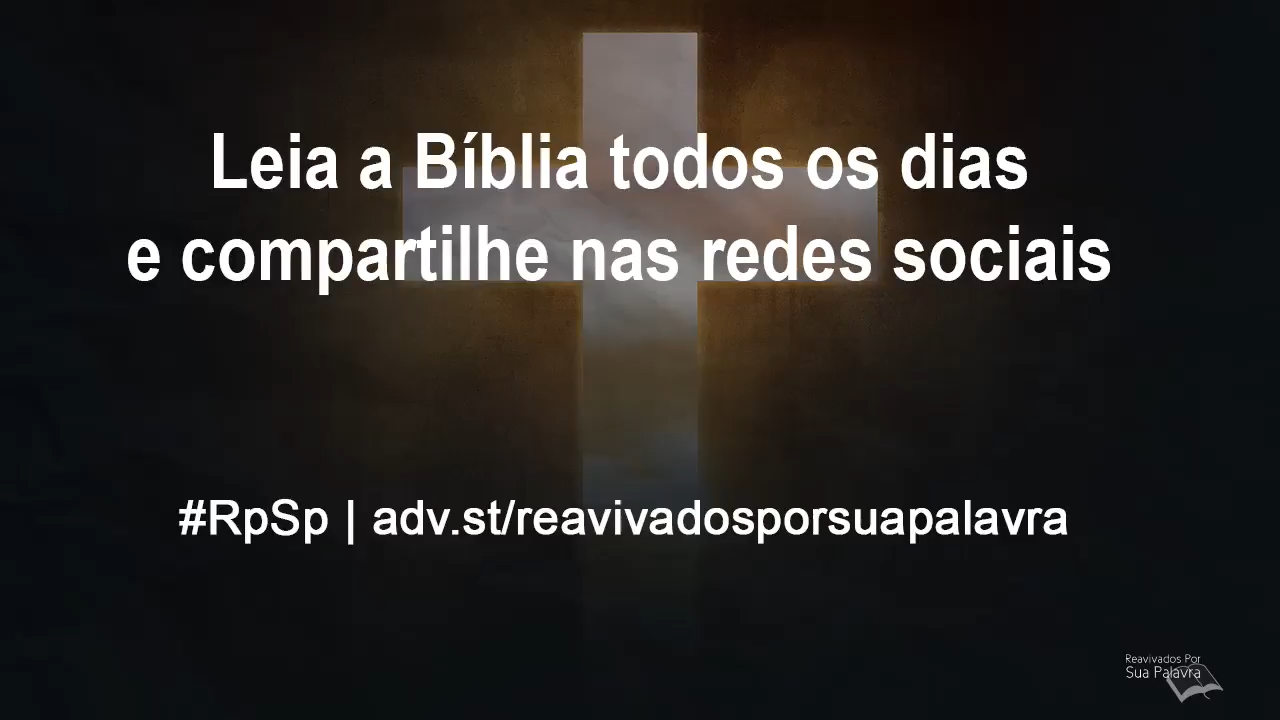 Leia a Bíblia todos os dias
e compartilhe nas redes sociais
#RpSp | adv.st/reavivadosporsuapalavra
Reavivados Por
Sua Palavra